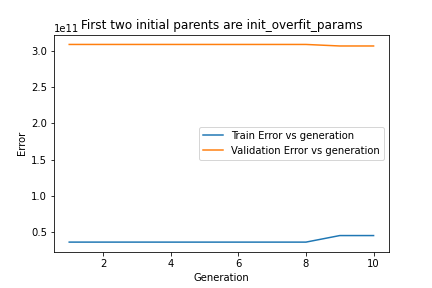 First two initial parents are init_overfit_params
1e11
3.0
2.5
2.0
1.5
1.0
0.5
Error
Train Error vs generation
Validation Error vs generation
2 4 6 8 10
Generation